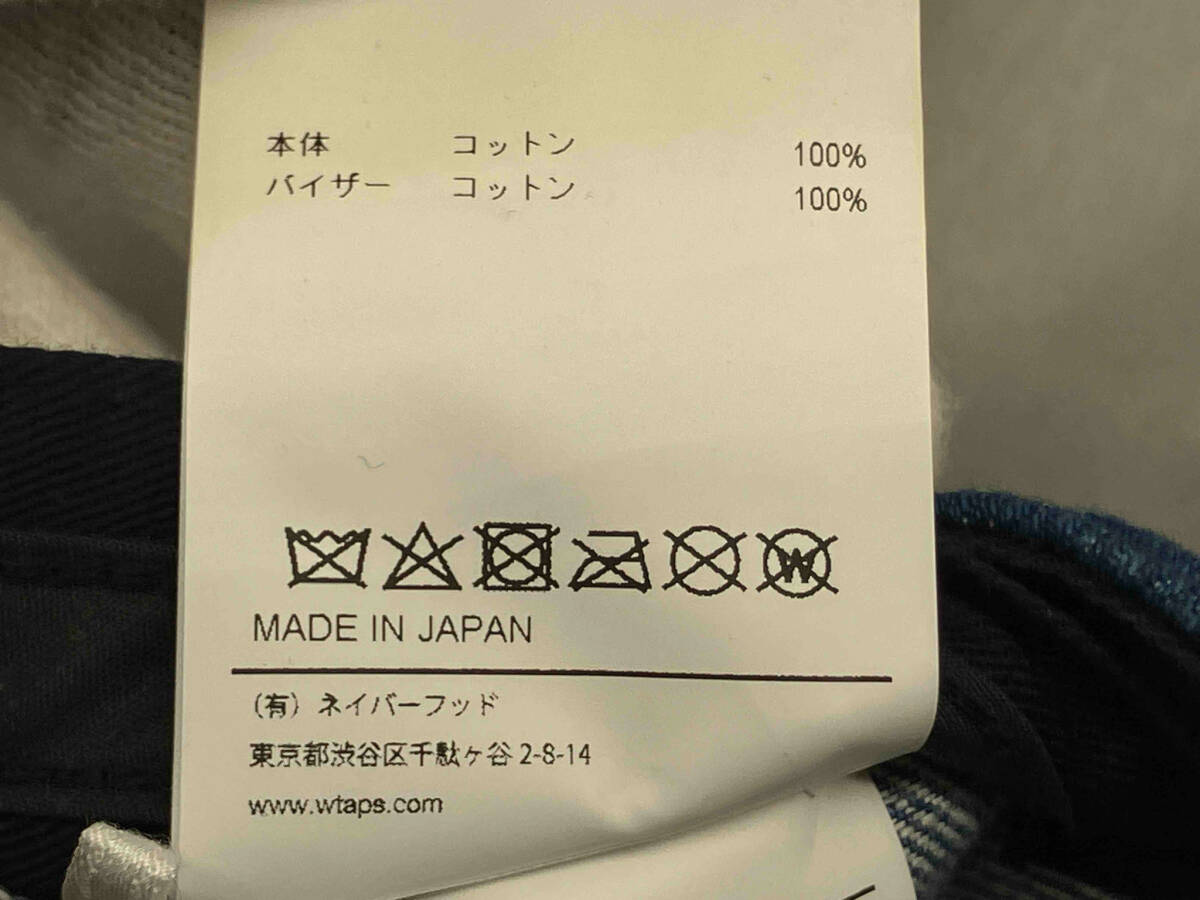 本体 コットン 100%
バイザー コットン 100%
W
MADE IN JAPAN
(有) ネイバーフッド
東京都渋谷区千駄ヶ谷 2-8-14
www.wtaps.com